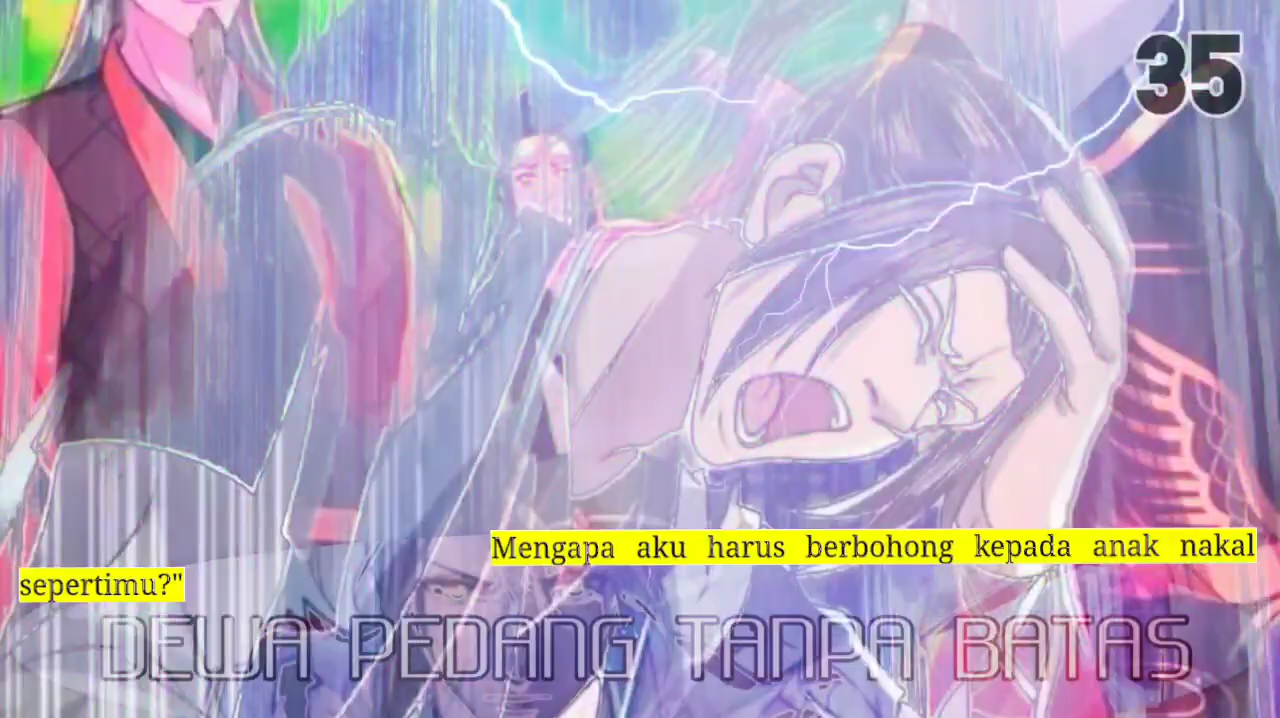 35
Mengapa aku harus berbohong kepada anak nakal
sepertimu?"
DEWA PEDANG TANPA BATAS